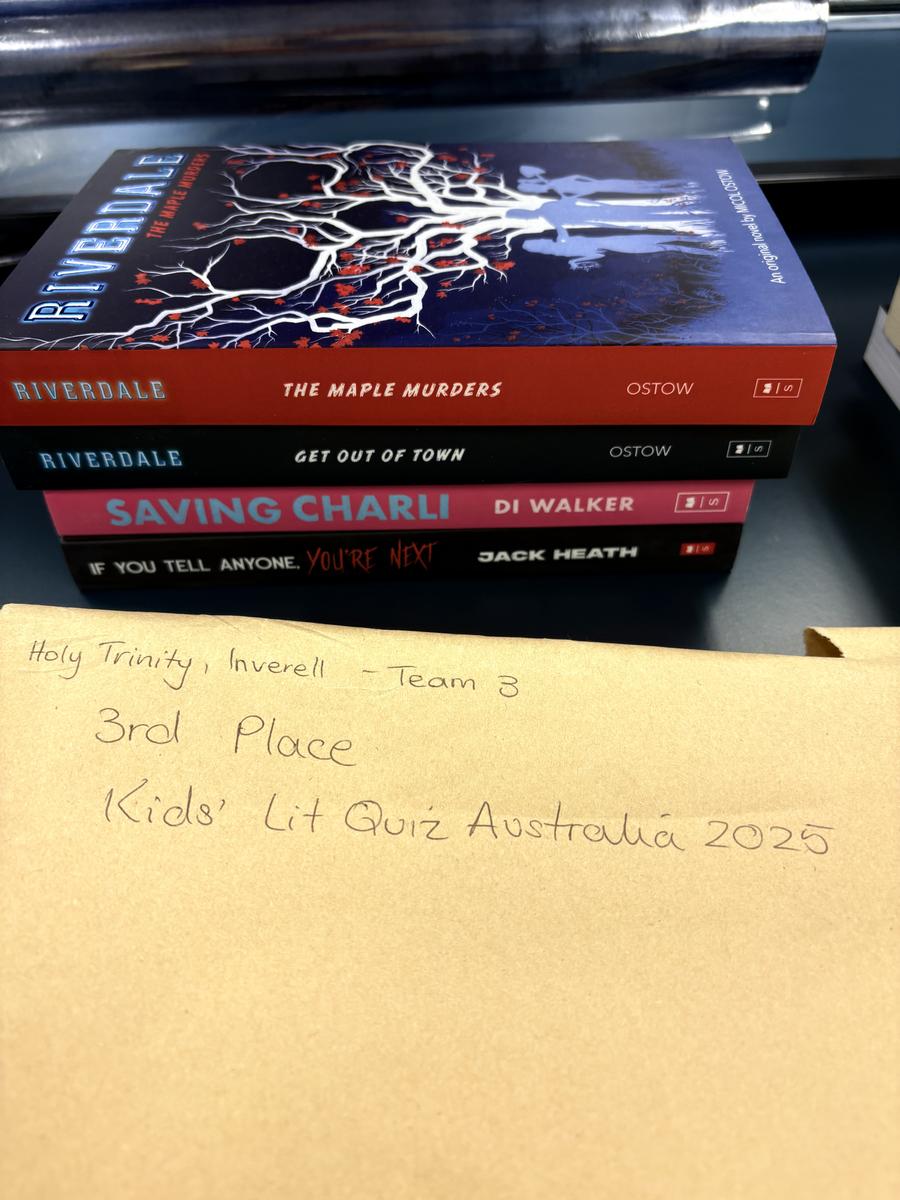 RIVERDALE
THE MAPLE MURDERS
An original novel by MICOL OSTOW
RIVERDALE THE MAPLE MURDERS OSTOW
RIVERDALE GET OUT OF TOWN OSTOW
SAVING CHARLI DI WALKER
IF YOU TELL ANYONE, YOU'RE NEXT JACK HEATH
Holy Trinity, Inverell - Team 3
3rd Place
Kids' Lit Quiz Australia 2025